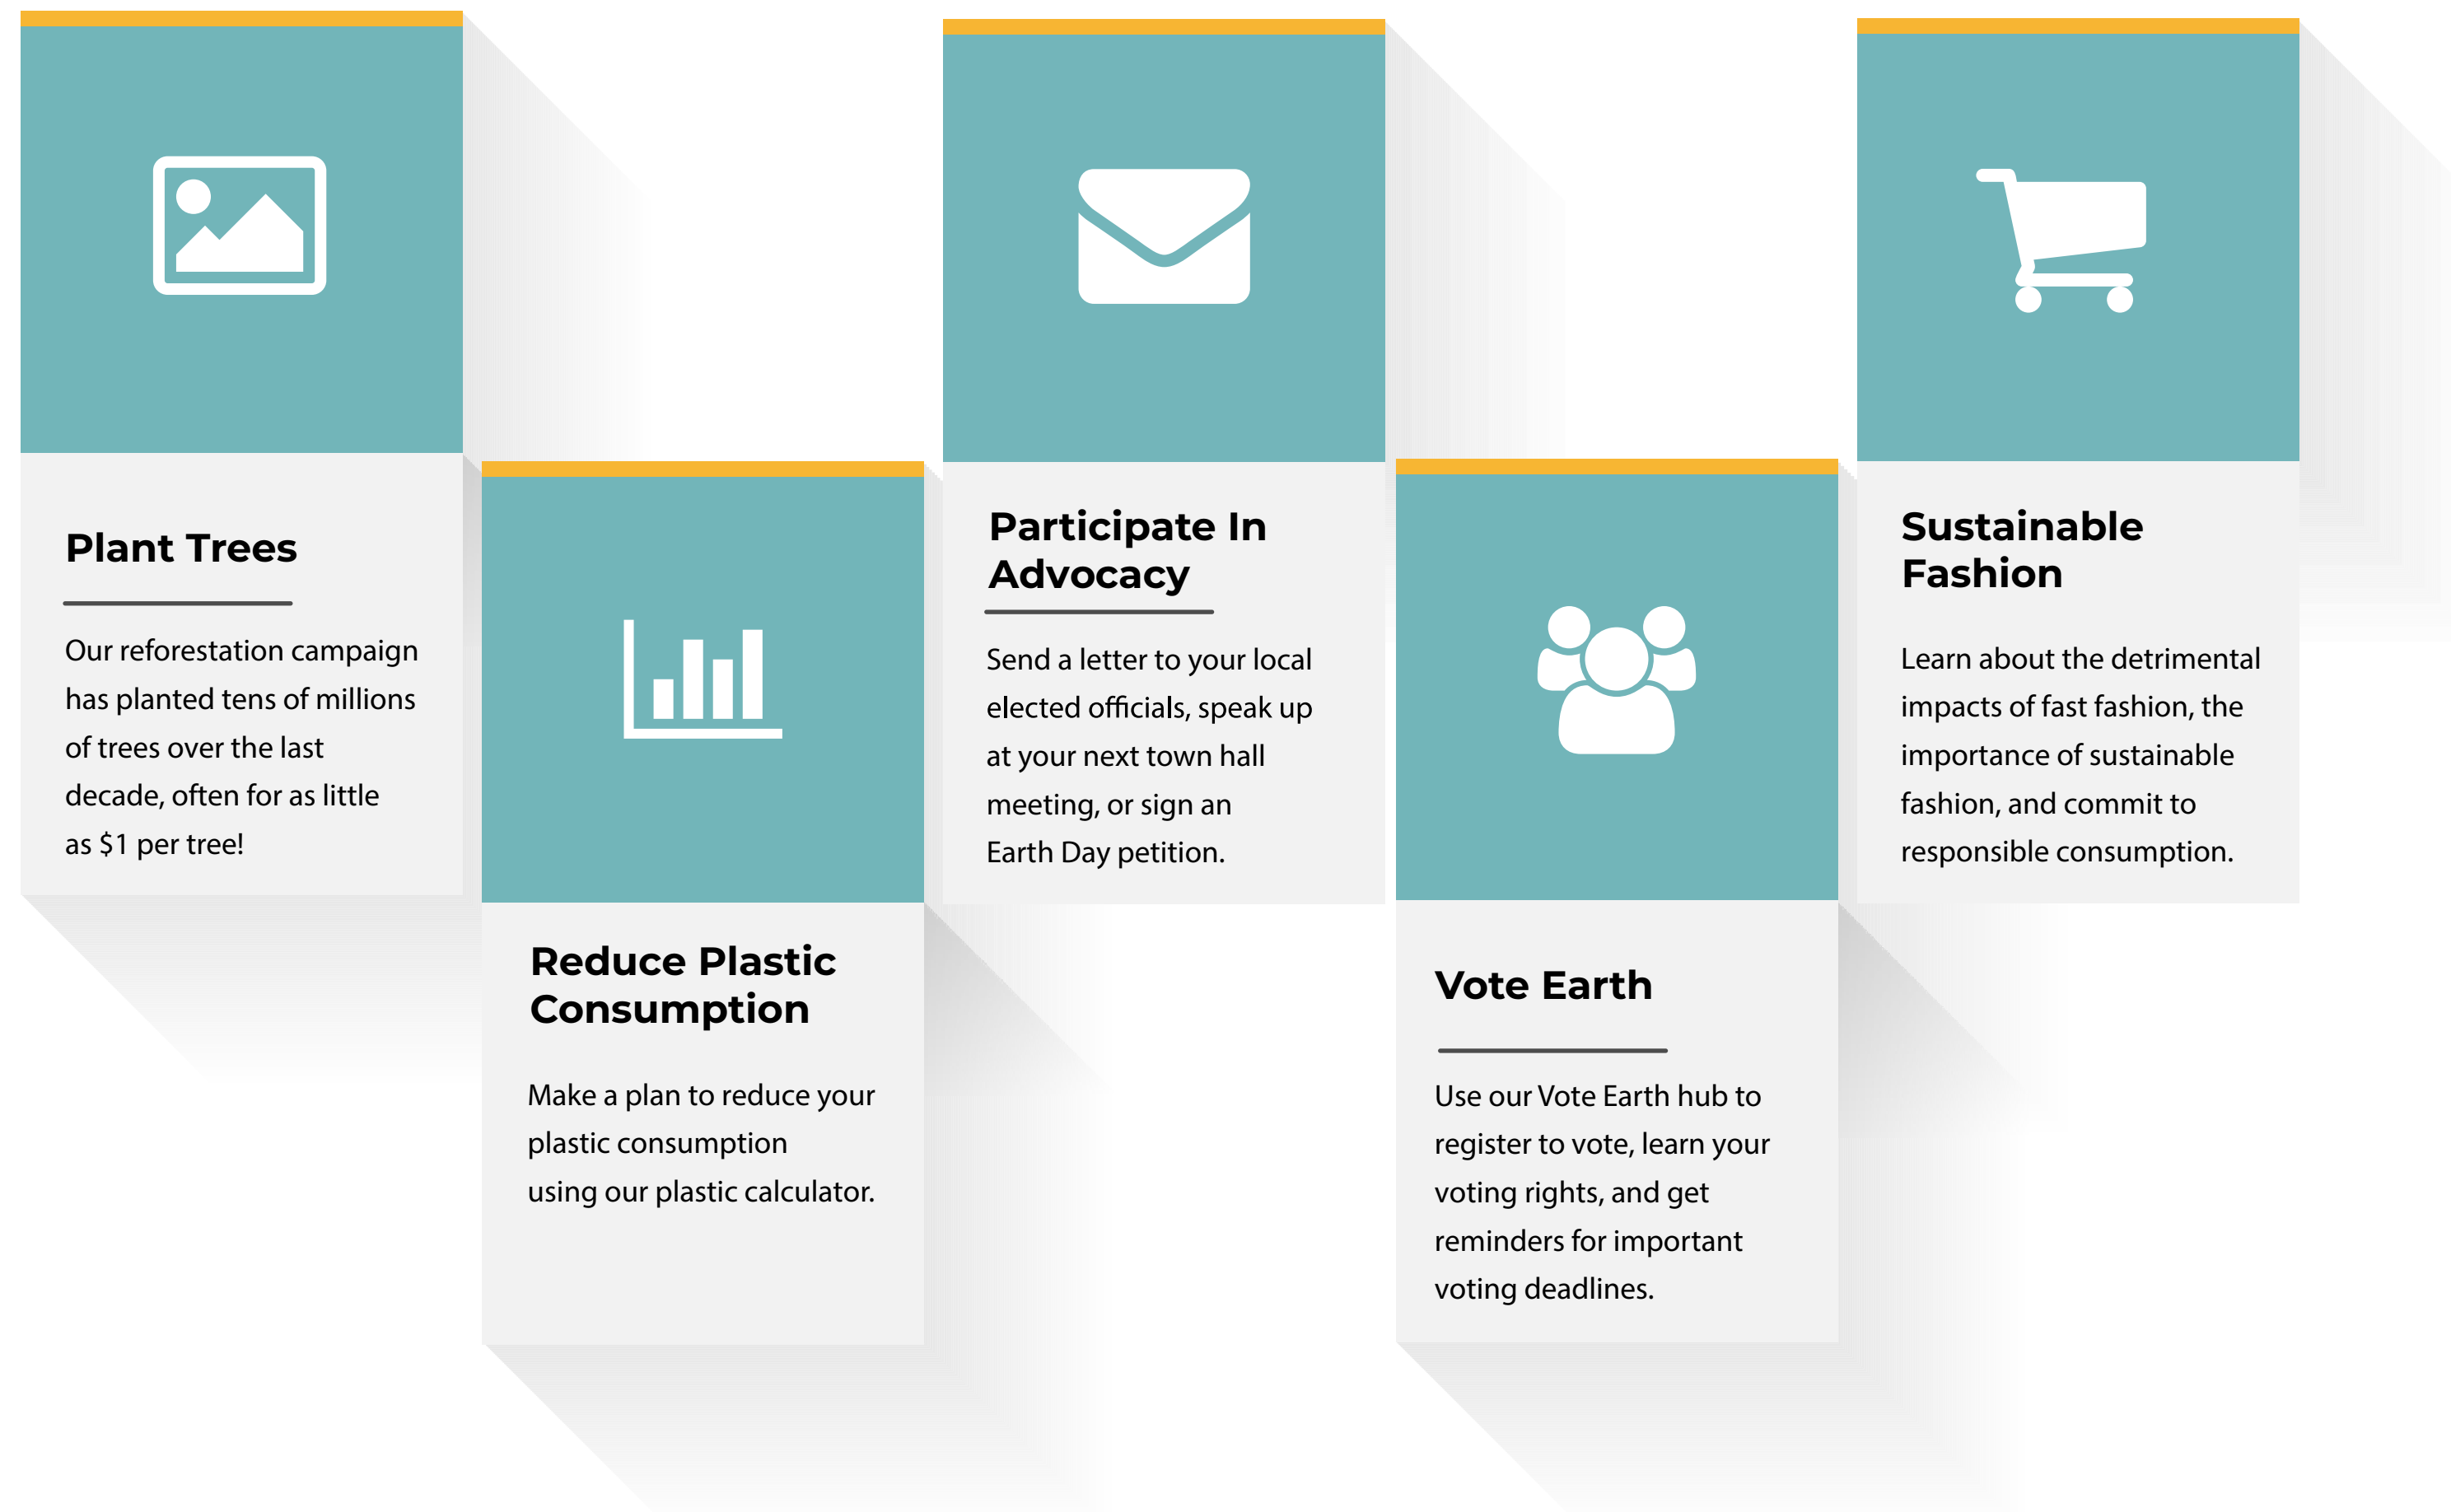 Plant Trees
Our reforestation campaign
has planted tens of millions
of trees over the last
decade, often for as little
as $1 per tree!
Reduce Plastic
Consumption
Make a plan to reduce your
plastic consumption
using our plastic calculator.
Participate In
Advocacy
Send a letter to your local
elected officials, speak up
at your next town hall
meeting, or sign an
Earth Day petition.
Vote Earth
Use our Vote Earth hub to
register to vote, learn your
voting rights, and get
reminders for important
voting deadlines.
Sustainable
Fashion
Learn about the detrimental
impacts of fast fashion, the
importance of sustainable
fashion, and commit to
responsible consumption.